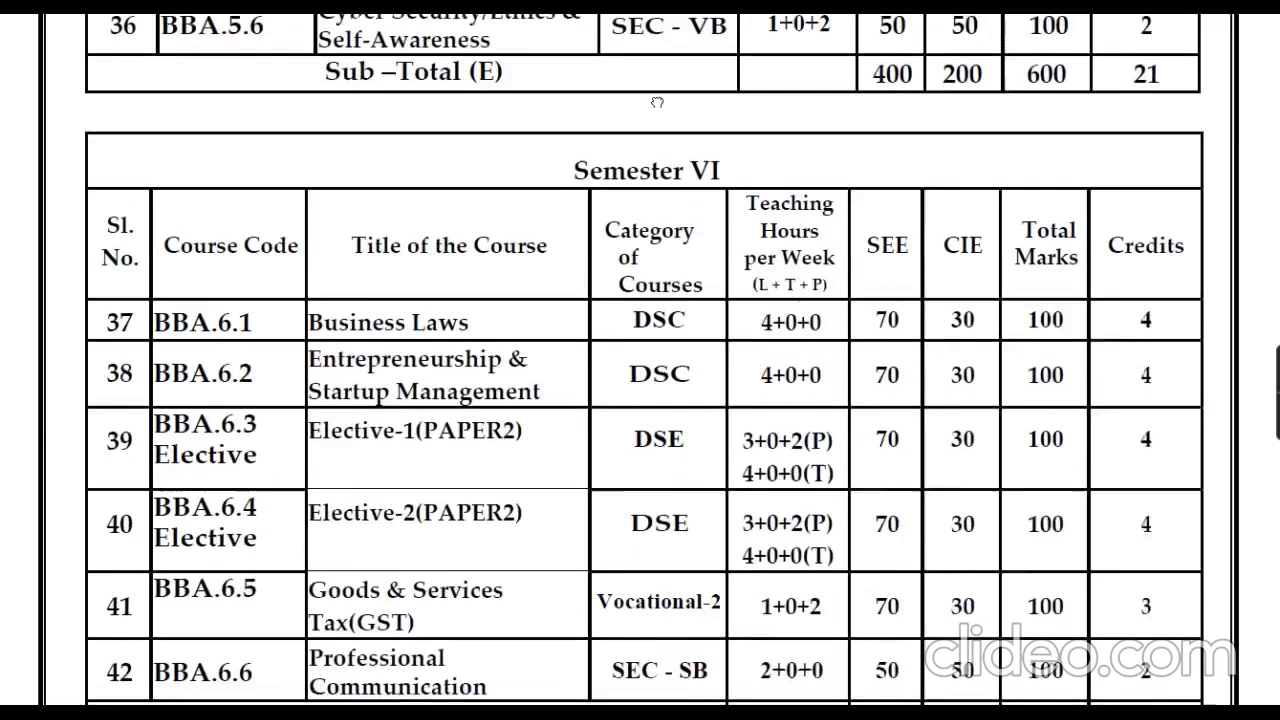 36 BBA.5.6 Cyber Security/Ethics & Self-Awareness SEC - VB 1+0+2 50 50 100 2
Sub –Total (E) 400 200 600 21
Semester VI
Sl. No. Course Code Title of the Course Category of Courses Teaching Hours per Week (L + T + P) SEE CIE Total Marks Credits
37 BBA.6.1 Business Laws DSC 4+0+0 70 30 100 4
38 BBA.6.2 Entrepreneurship & Startup Management DSC 4+0+0 70 30 100 4
39 BBA.6.3 Elective Elective-1(PAPER2) DSE 3+0+2(P) 4+0+0(T) 70 30 100 4
40 BBA.6.4 Elective Elective-2(PAPER2) DSE 3+0+2(P) 4+0+0(T) 70 30 100 4
41 BBA.6.5 Goods & Services Tax(GST) Vocational-2 1+0+2 70 30 100 3
42 BBA.6.6 Professional Communication SEC - SB 2+0+0 50 50 100 2
clideo.com